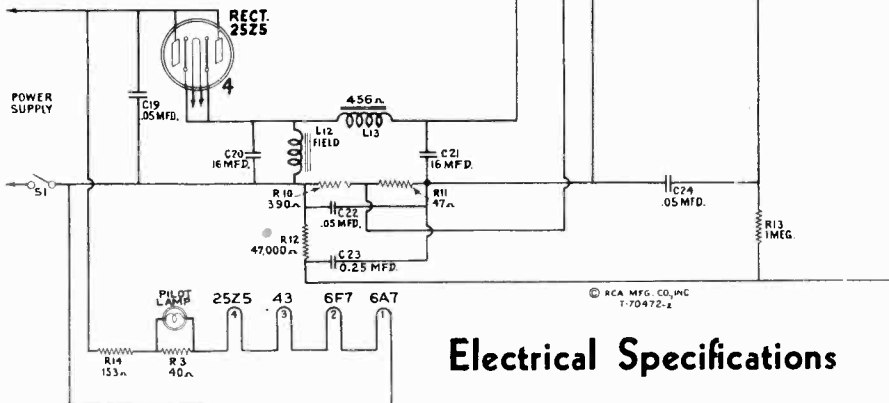 RECT.
25Z5
4
POWER
SUPPLY
C19
.05 MFD.
456Ω
L13
L12
FIELD
C20
16 MFD.
C21
16 MFD.
S1
R10
390Ω
R11
47Ω
C22
.05 MFD.
C24
.05 MFD.
R12
47,000Ω
C23
0.25 MFD.
R13
1 MEG.
PILOT
LAMP
25Z5
43
6F7
6A7
4
3
2
1
R14
153Ω
R3
40Ω
© RCA MFG. CO., INC
T-70472-2
Electrical Specifications